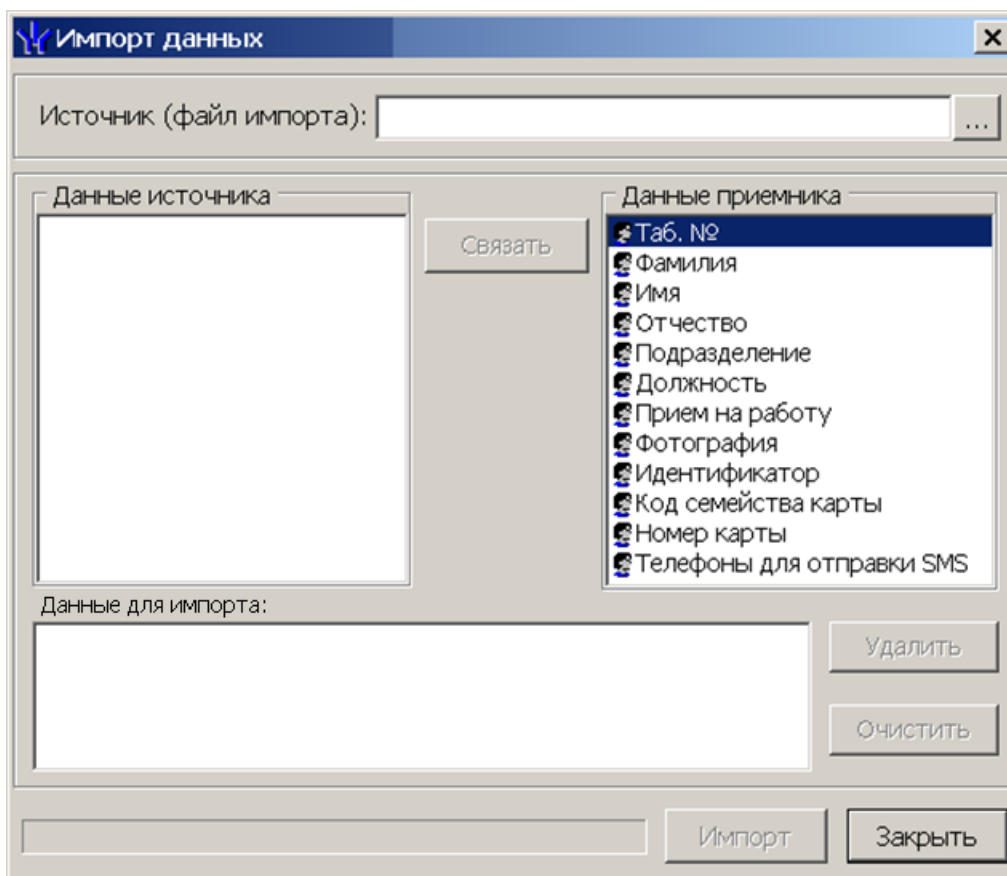 Импорт данных
Источник (файл импорта):
...
Данные источника
Связать
Данные приемника
Таб. №
Фамилия
Имя
Отчество
Подразделение
Должность
Прием на работу
Фотография
Идентификатор
Код семейства карты
Номер карты
Телефоны для отправки SMS
Данные для импорта:
Удалить
Очистить
Импорт
Закрыть